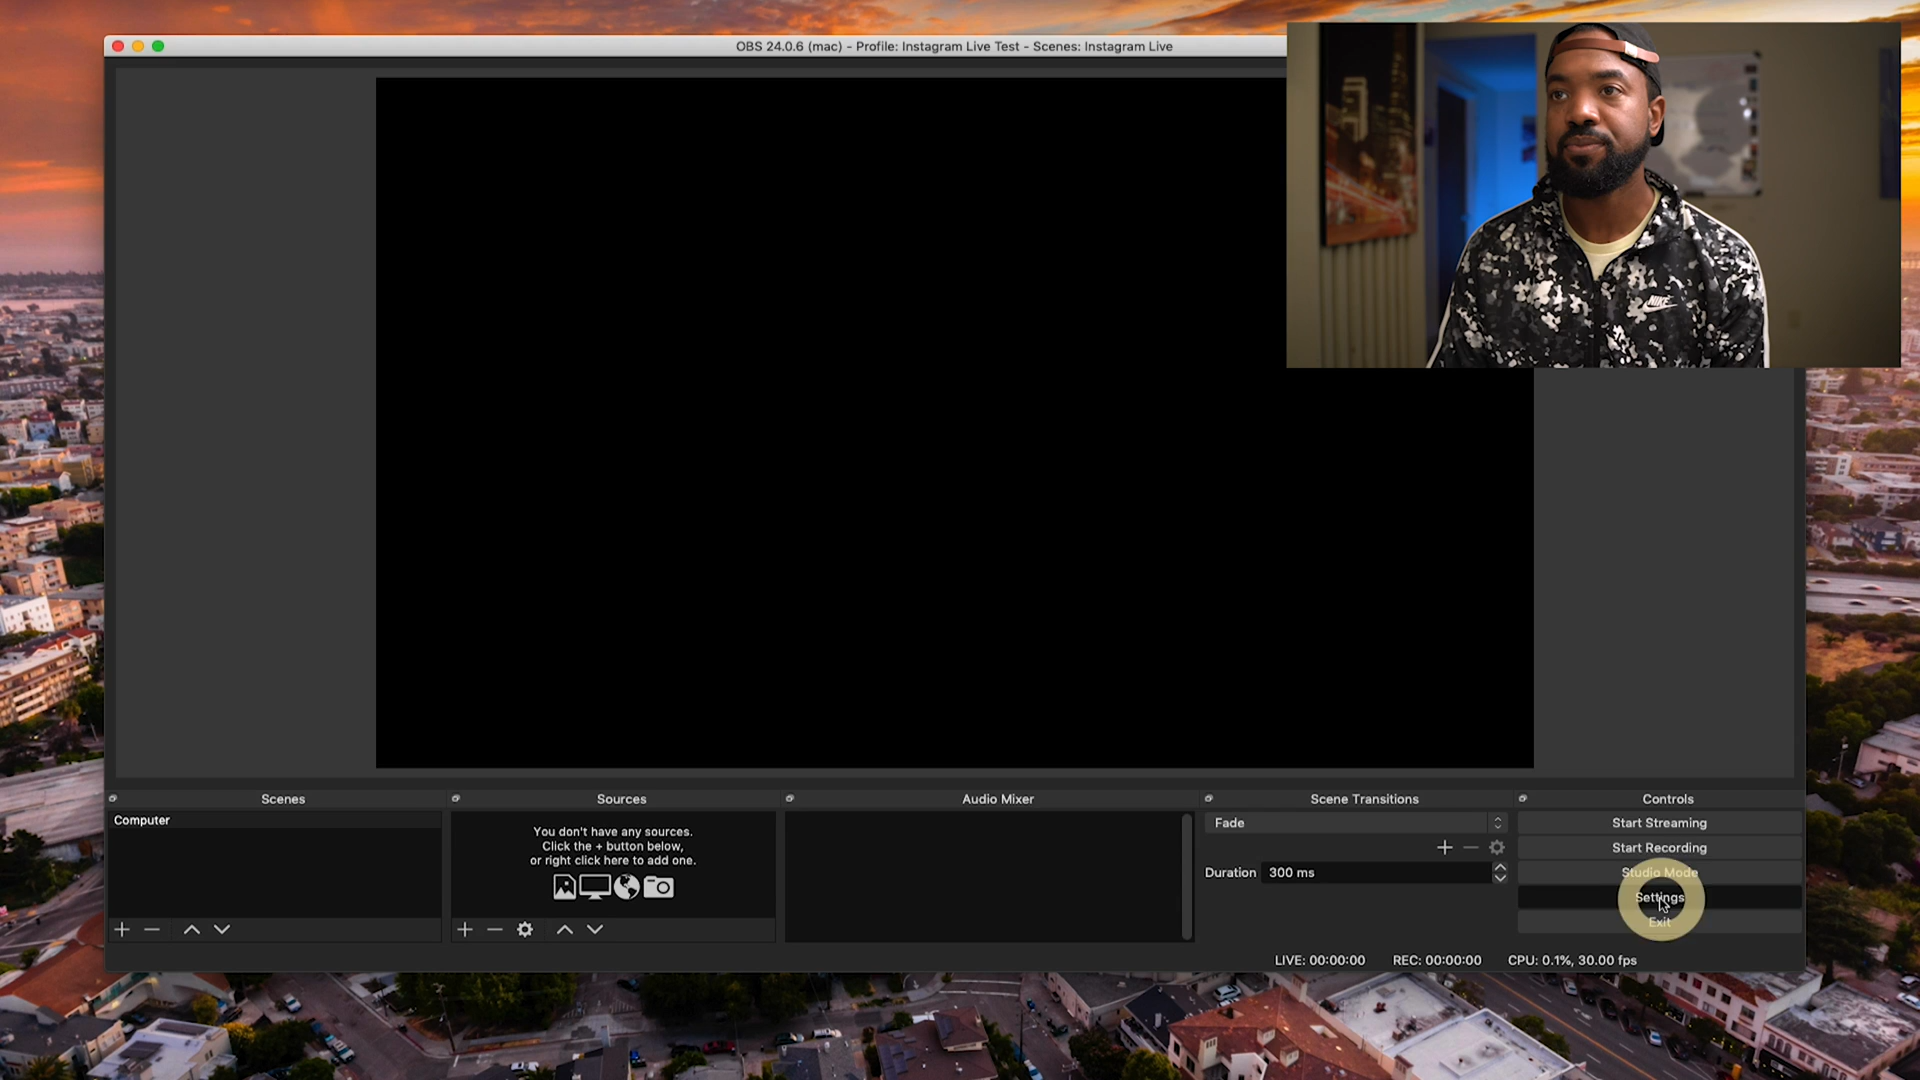 OBS 24.0.6 (mac) - Profile: Instagram Live Test - Scenes: Instagram Live
NIKE
Scenes
Sources
Audio Mixer
Scene Transitions
Controls
Computer
You don't have any sources.
Click the + button below,
or right click here to add one.
Fade
Duration
300 ms
Start Streaming
Start Recording
Studio Mode
Settings
Exit
LIVE: 00:00:00
REC: 00:00:00
CPU: 0.1%, 30.00 fps